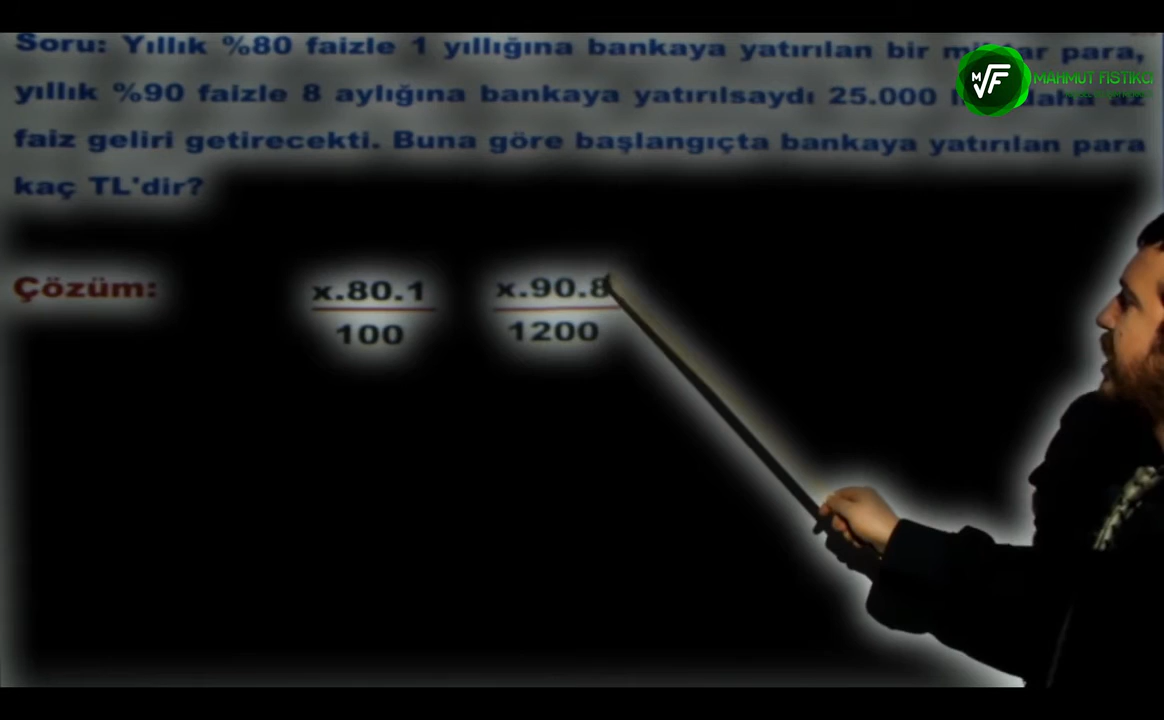 Soru: Yıllık %80 faizle 1 yıllığına bankaya yatırılan bir para,
yıllık %90 faizle 8 aylığına bankaya yatırılsaydı 25.000
faiz geliri getirecekti. Buna göre başlangıçta bankaya yatırılan para
kaç TL'dir?
MAHMUT FISTIKCI
Çözüm:
x.80.1
100
x.90.8
1200